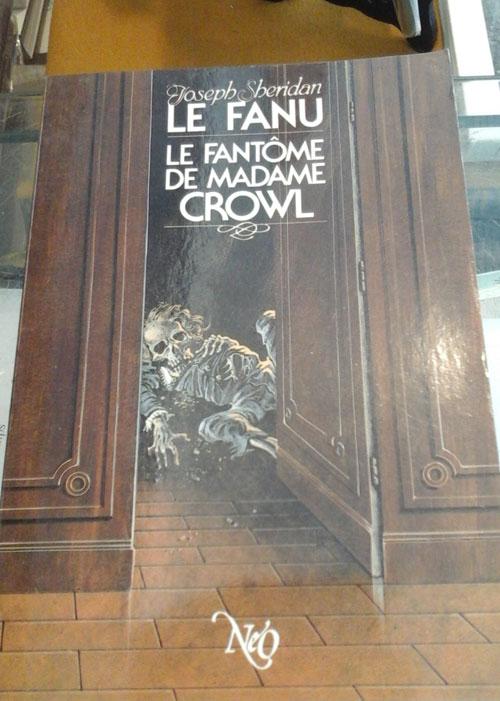 Joseph Sheridan
LE FANU
LE FANTÔME
DE MADAME
CROWL
NéO